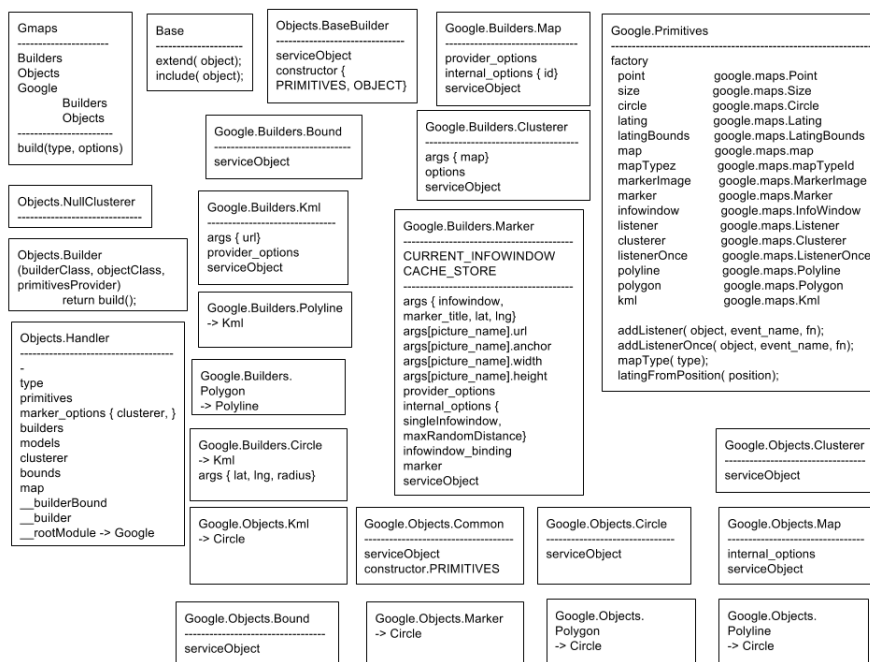 Gmaps
----------------------
Builders
Objects
Google
Builders
Objects
-----------------------
build(type, options)
Base
---------------------
extend( object);
include( object);
Objects.BaseBuilder
-------------------------------
serviceObject
constructor {
PRIMITIVES, OBJECT}
Google.Builders.Map
--------------------------------
provider_options
internal_options { id}
serviceObject
Google.Primitives
----------------------------------------------------------------
factory
point google.maps.Point
size google.maps.Size
circle google.maps.Circle
lating google.maps.Lating
latingBounds google.maps.LatingBounds
map google.maps.map
mapTypez google.maps.mapTypeId
markerImage google.maps.MarkerImage
marker google.maps.Marker
infowindow google.maps.InfoWindow
listener google.maps.Listener
clusterer google.maps.Clusterer
listenerOnce google.maps.ListenerOnce
polyline google.maps.Polyline
polygon google.maps.Polygon
kml google.maps.Kml
addListener( object, event_name, fn);
addListenerOnce( object, event_name, fn);
mapType( type);
latingFromPosition( position);
Google.Builders.Bound
---------------------------------
serviceObject
Google.Builders.Clusterer
-------------------------------------
args { map}
options
serviceObject
Objects.NullClusterer
------------------------------
Google.Builders.Kml
-------------------------------
args { url}
provider_options
serviceObject
Google.Builders.Marker
-----------------------------------------
CURRENT_INFOWINDOW
CACHE_STORE
-----------------------------------------
args { infowindow,
marker_title, lat, lng}
args[picture_name].url
args[picture_name].anchor
args[picture_name].width
args[picture_name].height
provider_options
internal_options {
singleInfowindow,
maxRandomDistance}
infowindow_binding
marker
serviceObject
Objects.Builder
(builderClass, objectClass,
primitivesProvider)
return build();
Google.Builders.Polyline
-> Kml
Objects.Handler
-------------------------------------
-
type
primitives
marker_options { clusterer, }
builders
models
clusterer
bounds
map
__builderBound
__builder
__rootModule -> Google
Google.Builders.
Polygon
-> Polyline
Google.Builders.Circle
-> Kml
args { lat, lng, radius}
Google.Objects.Clusterer
----------------------------------
serviceObject
Google.Objects.Kml
-> Circle
Google.Objects.Common
------------------------------------
serviceObject
constructor.PRIMITIVES
Google.Objects.Circle
-------------------------------
serviceObject
Google.Objects.Map
---------------------------------
internal_options
serviceObject
Google.Objects.Bound
----------------------------------
serviceObject
Google.Objects.Marker
-> Circle
Google.Objects.
Polygon
-> Circle
Google.Objects.
Polyline
-> Circle